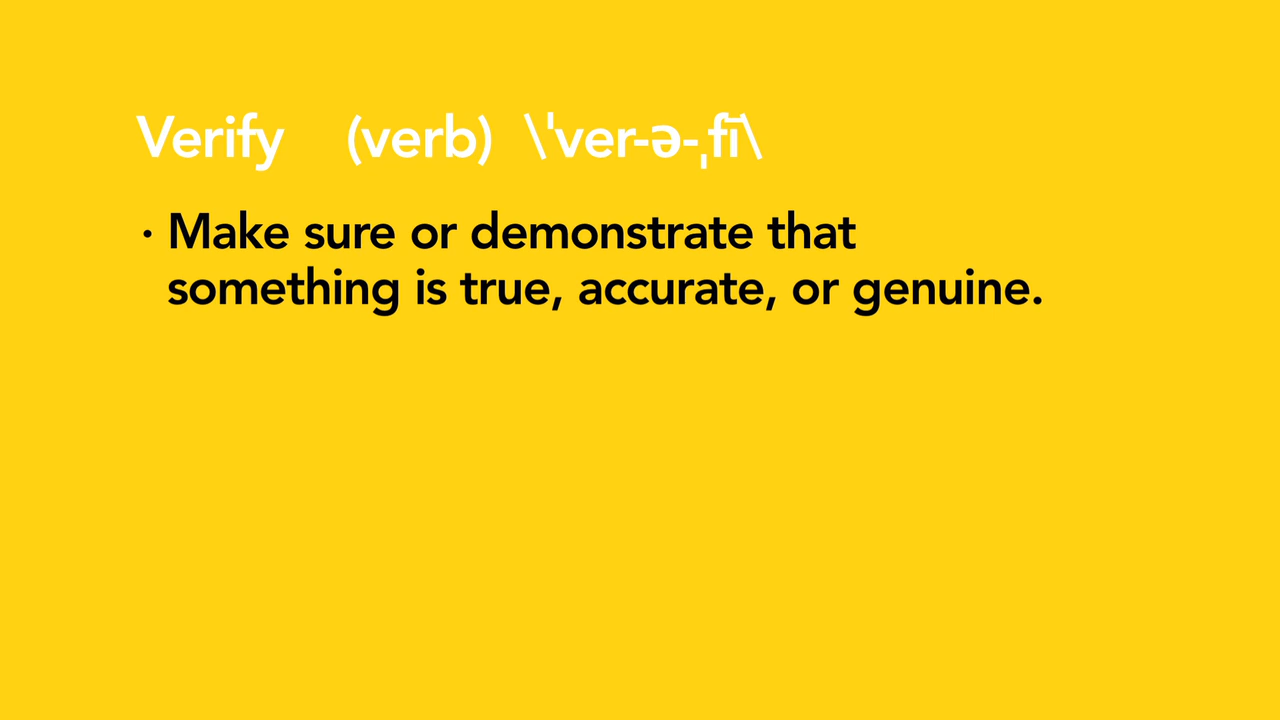 Verify (verb) \ˈver-ə-ˌfī\
· Make sure or demonstrate that
something is true, accurate, or genuine.